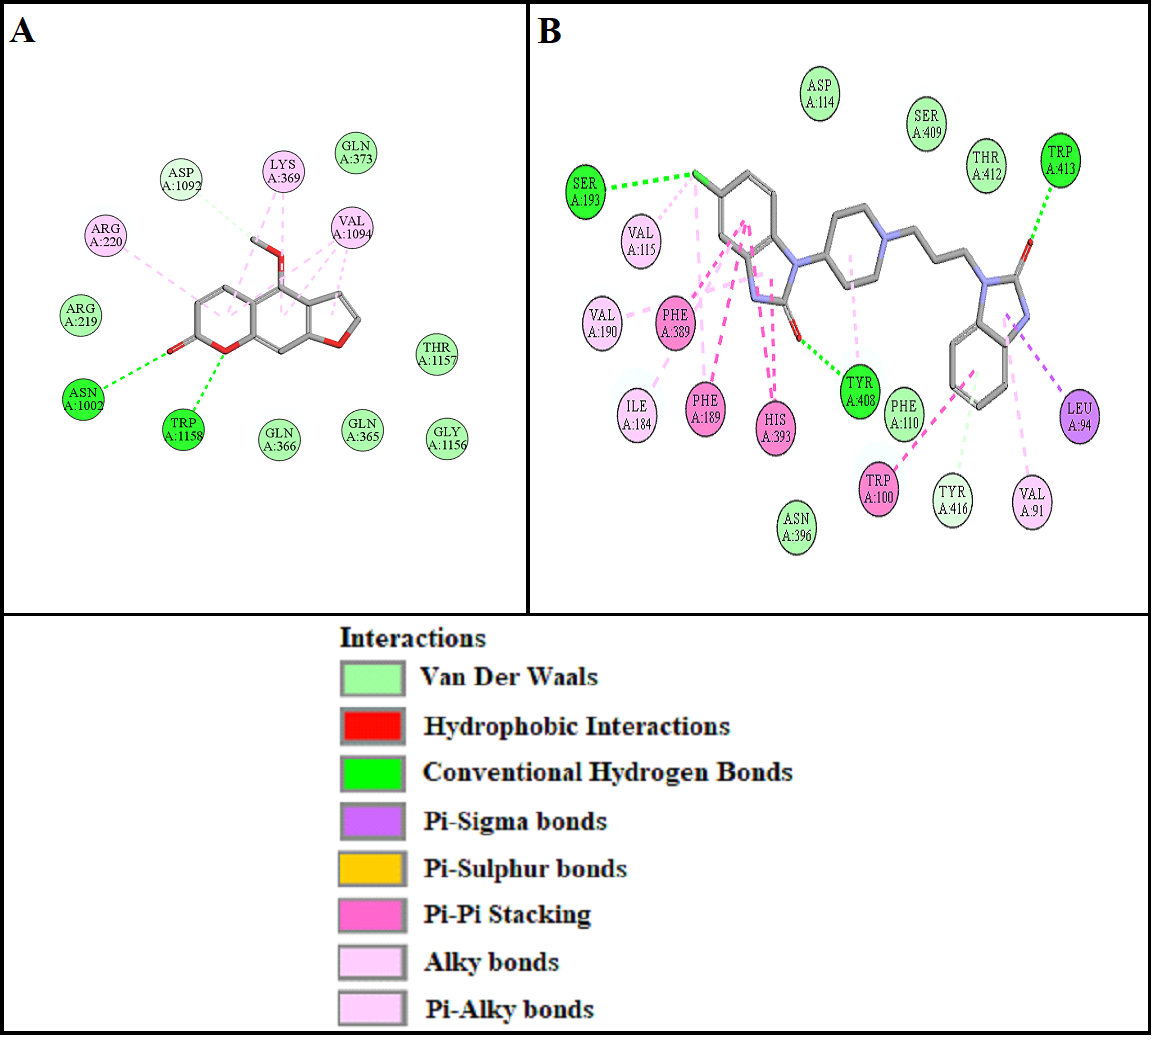 A
GLN
A:373
LYS
A:369
ASP
A:1092
VAL
A:1094
ARG
A:220
ARG
A:219
THR
A:1157
ASN
A:1002
TRP
A:1158
GLN
A:366
GLN
A:365
GLY
A:1156
B
ASP
A:114
SER
A:409
THR
A:412
TRP
A:413
SER
A:193
VAL
A:115
VAL
A:190
PHE
A:389
ILE
A:184
PHE
A:189
HIS
A:393
TYR
A:408
PHE
A:110
LEU
A:94
TRP
A:100
TYR
A:416
VAL
A:91
ASN
A:396
Interactions
Van Der Waals
Hydrophobic Interactions
Conventional Hydrogen Bonds
Pi-Sigma bonds
Pi-Sulphur bonds
Pi-Pi Stacking
Alky bonds
Pi-Alky bonds